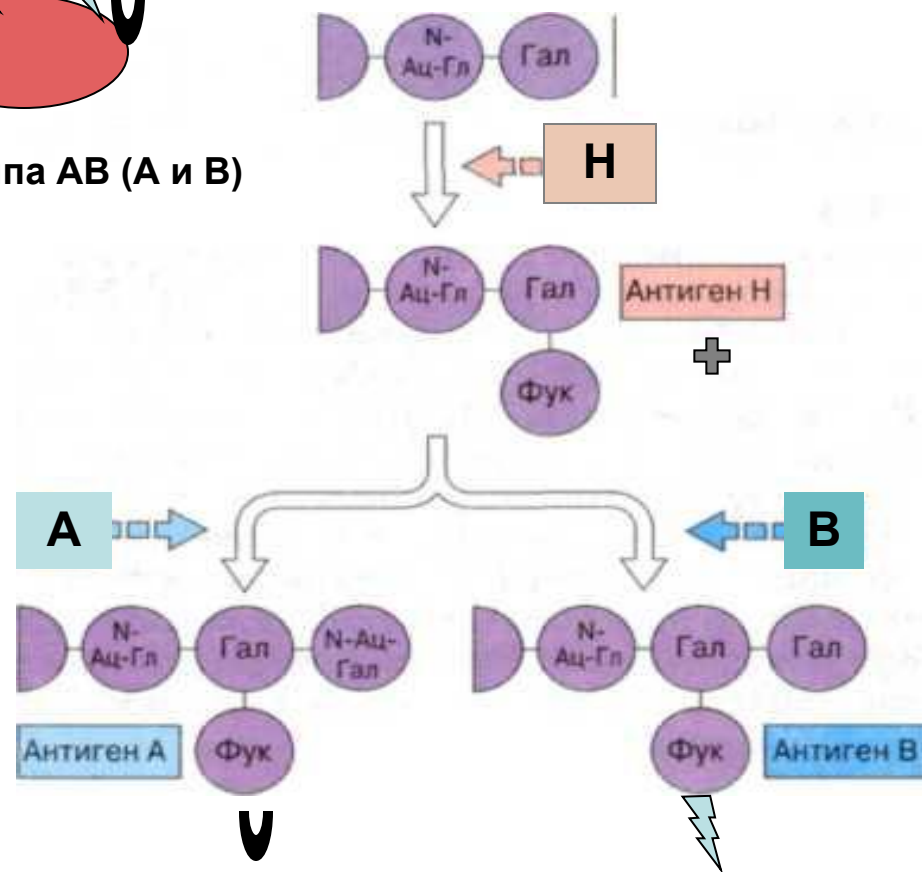 N-
Ац-Гл
Гал
H
па АВ (А и В)
N-
Ац-Гл
Гал
Антиген Н
Фук
A
B
N-
Ац-Гл
Гал
N-Ац-
Гал
N-
Ац-Гл
Гал
Гал
Антиген А
Фук
Фук
Антиген В